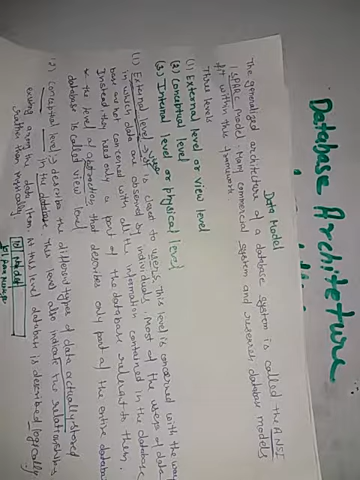 Database Architeture
Data Model
The generalized architecture of a database system is called the ANSI
/SPARC model. Many commercial system and research database models
fit within this framework
Three levels
(1) External level or view level
(2) Conceptual level
(3) Internal level or physical level
(1) External level → is closest to users. This level is concerned with the way
in which data are observed by individuals. Most of the users of data
base are not concerned with all the information contained in the database
Instead they need only a part of the database relevant to them.
so the level of abstraction that describes only part of the entire database
database is called view level
(2) Conceptual level → describe the different types of data actually stored
in the database. This level also indicate the relationships
existing among the data item. At this level database is described logically
rather than physically